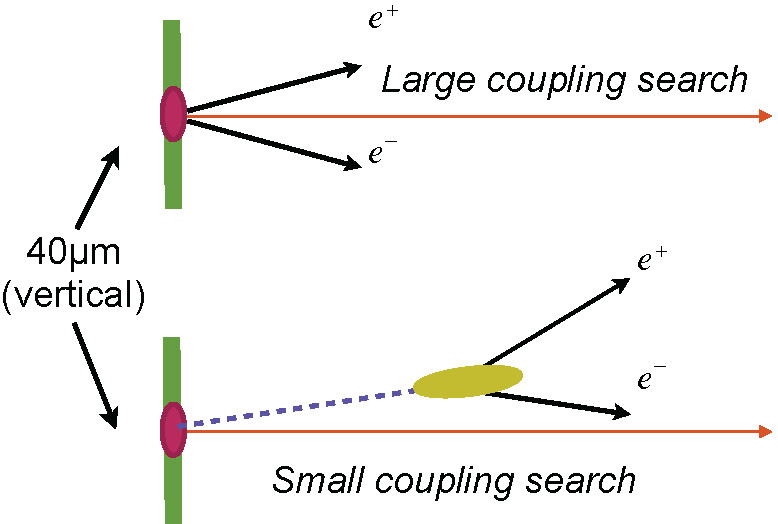 e⁺
Large coupling search
e⁻
40µm
(vertical)
e⁺
e⁻
Small coupling search